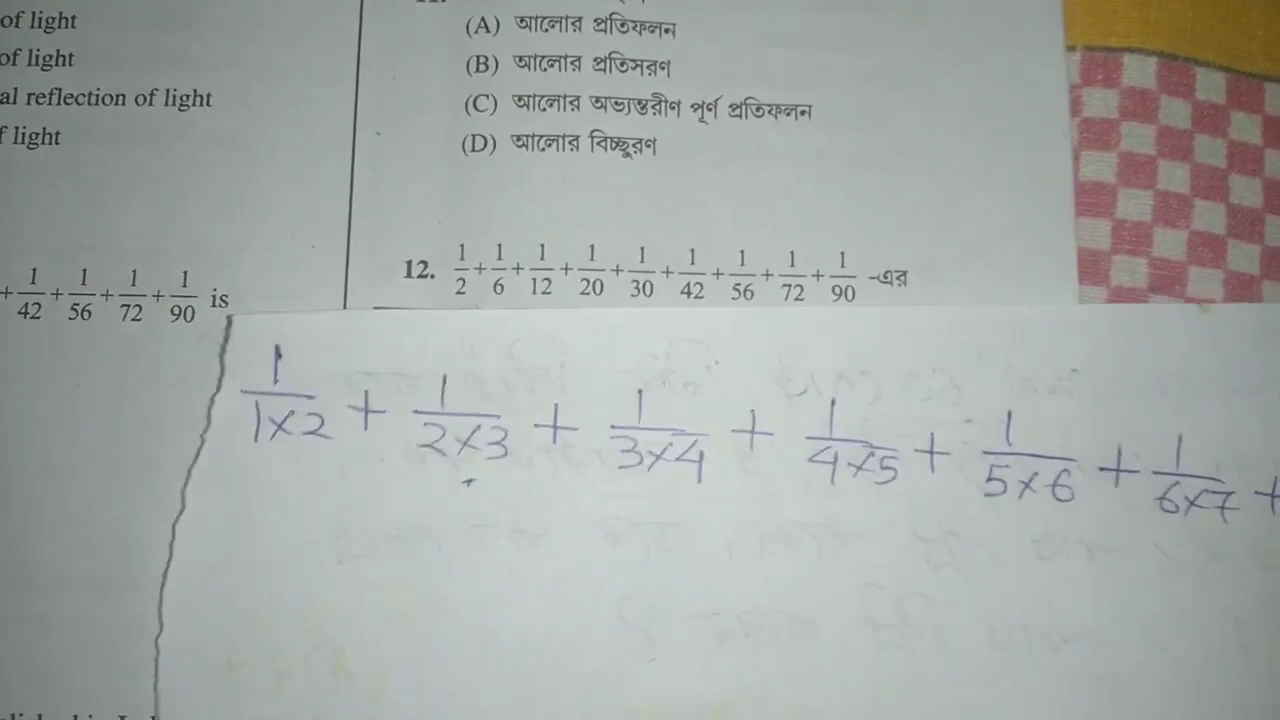 of light
of light
al reflection of light
f light
+ 1/42 + 1/56 + 1/72 + 1/90 is
(A) আলোর প্রতিফলন
(B) আলোর প্রতিসরণ
(C) আলোর অভ্যন্তরীণ পূর্ণ প্রতিফলন
(D) আলোর বিচ্ছুরণ
12. 1/2 + 1/6 + 1/12 + 1/20 + 1/30 + 1/42 + 1/56 + 1/72 + 1/90 -এর
1/1×2 + 1/2×3 + 1/3×4 + 1/4×5 + 1/5×6 + 1/6×7 +